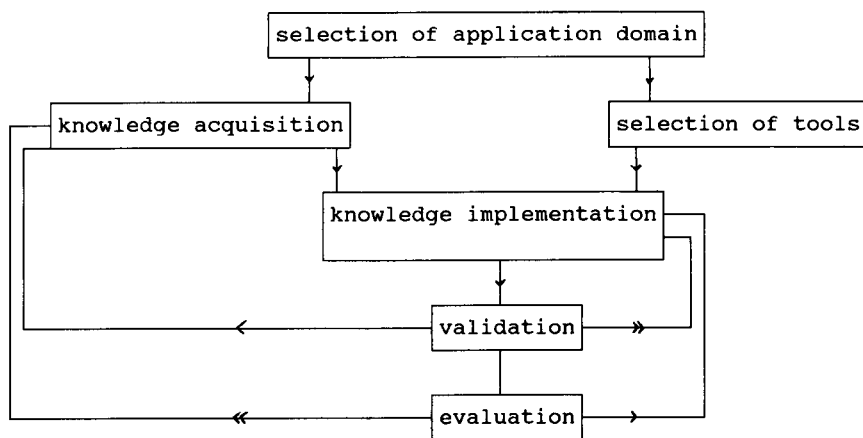 selection of application domain
knowledge acquisition
selection of tools
knowledge implementation
validation
evaluation